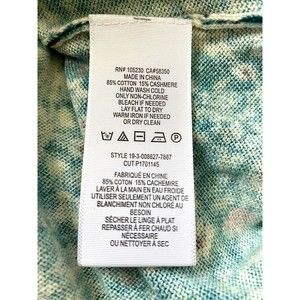 RN# 105230 CA#58350
MADE IN CHINA
85% COTTON 15% CASHMERE
HAND WASH COLD
ONLY NON-CHLORINE
BLEACH IF NEEDED
LAY FLAT TO DRY
WARM IRON IF NEEDED
OR DRY CLEAN
STYLE 19-3-006627-7887
CUT P1701145
FABRIQUÉ EN CHINE
85% COTON 15% CACHEMIRE
LAVER À LA MAIN EN EAU FROIDE
UTILISER SEULEMENT UN AGENT DE
BLANCHIMENT NON CHLORÉ AU
BESOIN
SÉCHER LE LINGE À PLAT
REPASSER À FER CHAUD SI
NÉCESSAIRE
OU NETTOYER À SEC